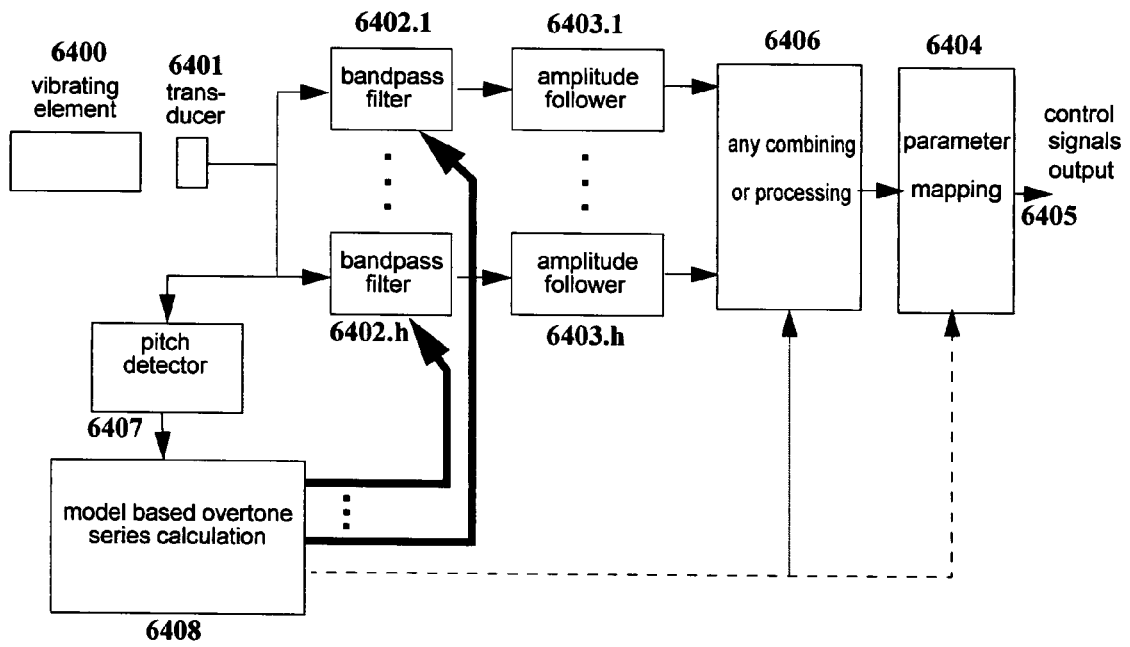 6400
vibrating
element
6401
trans-
ducer
6402.1
bandpass
filter
6403.1
amplitude
follower
6406
any combining
or processing
6404
parameter
mapping
control
signals
output
6405
bandpass
filter
6402.h
amplitude
follower
6403.h
pitch
detector
6407
model based overtone
series calculation
6408